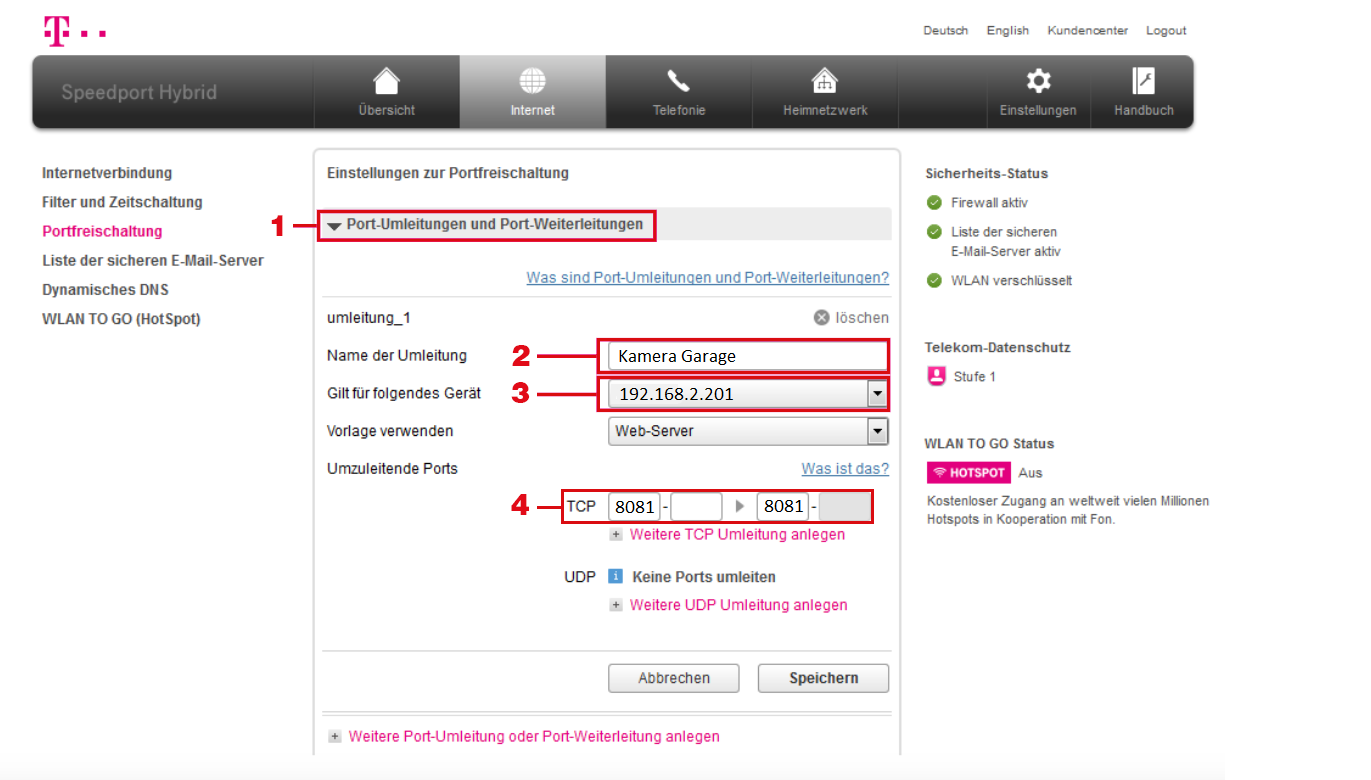 T
Deutsch English Kundencenter Logout
Speedport Hybrid
Übersicht
Internet
Telefonie
Heimnetzwerk
Einstellungen
Handbuch
Internetverbindung
Filter und Zeitschaltung
Portfreischaltung
Liste der sicheren E-Mail-Server
Dynamisches DNS
WLAN TO GO (HotSpot)
Einstellungen zur Portfreischaltung
1 Port-Umleitungen und Port-Weiterleitungen
Was sind Port-Umleitungen und Port-Weiterleitungen?
umleitung_1 löschen
Name der Umleitung 2 Kamera Garage
Gilt für folgendes Gerät 3 192.168.2.201
Vorlage verwenden Web-Server
Umzuleitende Ports Was ist das?
4 TCP 8081 - 8081 -
+ Weitere TCP Umleitung anlegen
UDP i Keine Ports umleiten
+ Weitere UDP Umleitung anlegen
Abbrechen Speichern
+ Weitere Port-Umleitung oder Port-Weiterleitung anlegen
Sicherheits-Status
Firewall aktiv
Liste der sicheren
E-Mail-Server aktiv
WLAN verschlüsselt
Telekom-Datenschutz
Stufe 1
WLAN TO GO Status
HOTSPOT Aus
Kostenloser Zugang an weltweit vielen Millionen
Hotspots in Kooperation mit Fon.